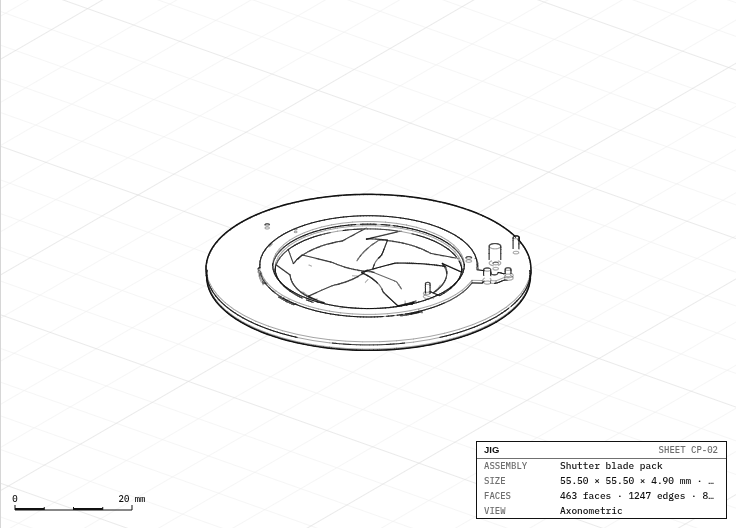 JIG SHEET CP-02
ASSEMBLY Shutter blade pack
SIZE 55.50 × 55.50 × 4.90 mm · …
FACES 463 faces · 1247 edges · 8…
VIEW Axonometric
0 20 mm